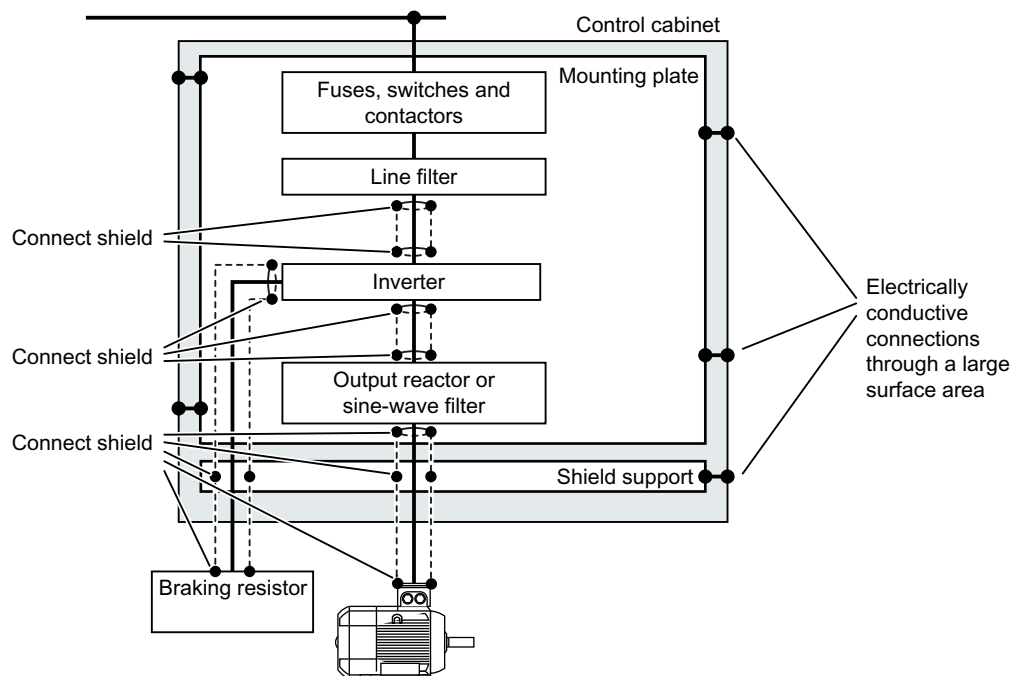 Control cabinet
Mounting plate
Fuses, switches and
contactors
Line filter
Connect shield
Inverter
Electrically
conductive
connections
through a large
surface area
Connect shield
Output reactor or
sine-wave filter
Connect shield
Shield support
Braking resistor